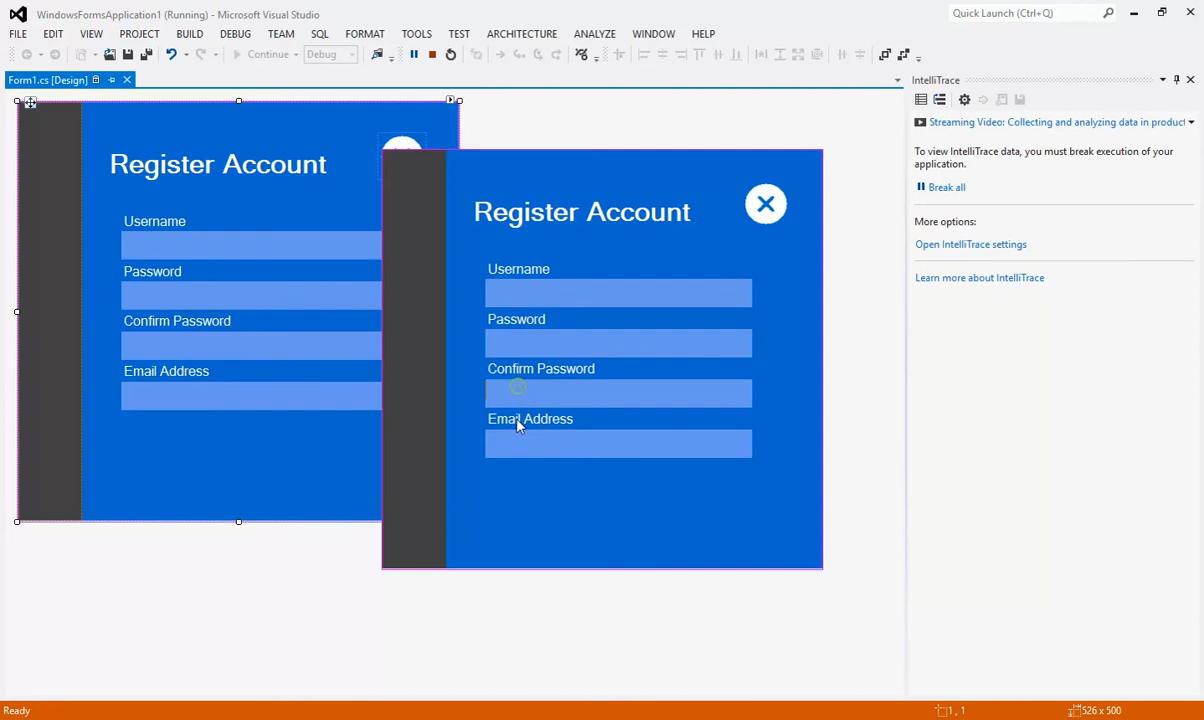 WindowsFormsApplication1 (Running) - Microsoft Visual Studio
Quick Launch (Ctrl+Q)
FILE EDIT VIEW PROJECT BUILD DEBUG TEAM SQL FORMAT TOOLS TEST ARCHITECTURE ANALYZE WINDOW HELP
Continue Debug
Form1.cs [Design]
Register Account
Username
Password
Confirm Password
Email Address
Register Account
Username
Password
Confirm Password
Email Address
IntelliTrace
Streaming Video: Collecting and analyzing data in product
To view IntelliTrace data, you must break execution of your
application.
Break all
More options:
Open IntelliTrace settings
Learn more about IntelliTrace
Ready
1 , 1
526 x 500